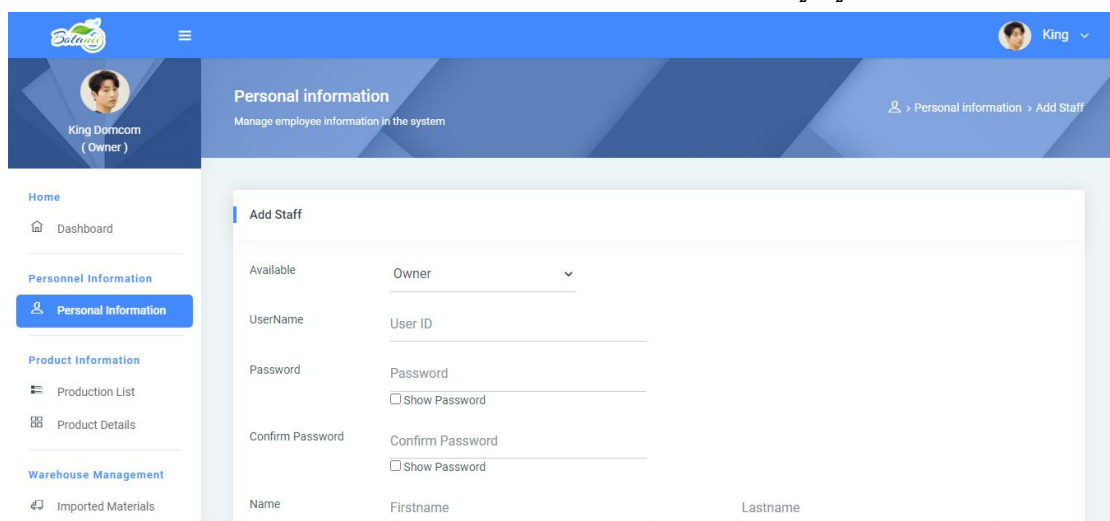 Botanii
King
King Domcom
( Owner )
Personal information
Manage employee information in the system
> Personal information > Add Staff
Home
Dashboard
Personnel Information
Personal Information
Product Information
Production List
Product Details
Warehouse Management
Imported Materials
Add Staff
Available
Owner
UserName
User ID
Password
Password
Show Password
Confirm Password
Confirm Password
Show Password
Name
Firstname
Lastname